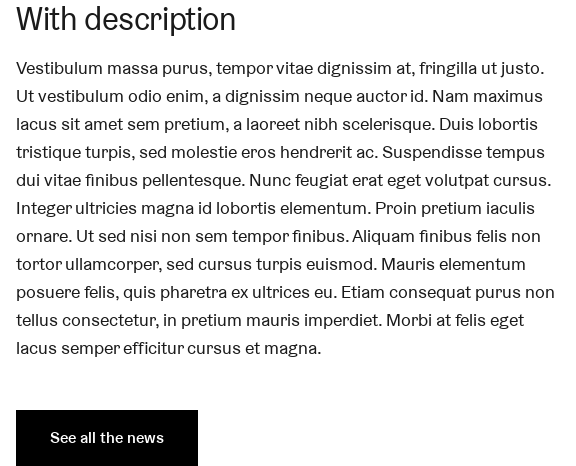 With description
Vestibulum massa purus, tempor vitae dignissim at, fringilla ut justo.
Ut vestibulum odio enim, a dignissim neque auctor id. Nam maximus
lacus sit amet sem pretium, a laoreet nibh scelerisque. Duis lobortis
tristique turpis, sed molestie eros hendrerit ac. Suspendisse tempus
dui vitae finibus pellentesque. Nunc feugiat erat eget volutpat cursus.
Integer ultricies magna id lobortis elementum. Proin pretium iaculis
ornare. Ut sed nisi non sem tempor finibus. Aliquam finibus felis non
tortor ullamcorper, sed cursus turpis euismod. Mauris elementum
posuere felis, quis pharetra ex ultrices eu. Etiam consequat purus non
tellus consectetur, in pretium mauris imperdiet. Morbi at felis eget
lacus semper efficitur cursus et magna.
See all the news